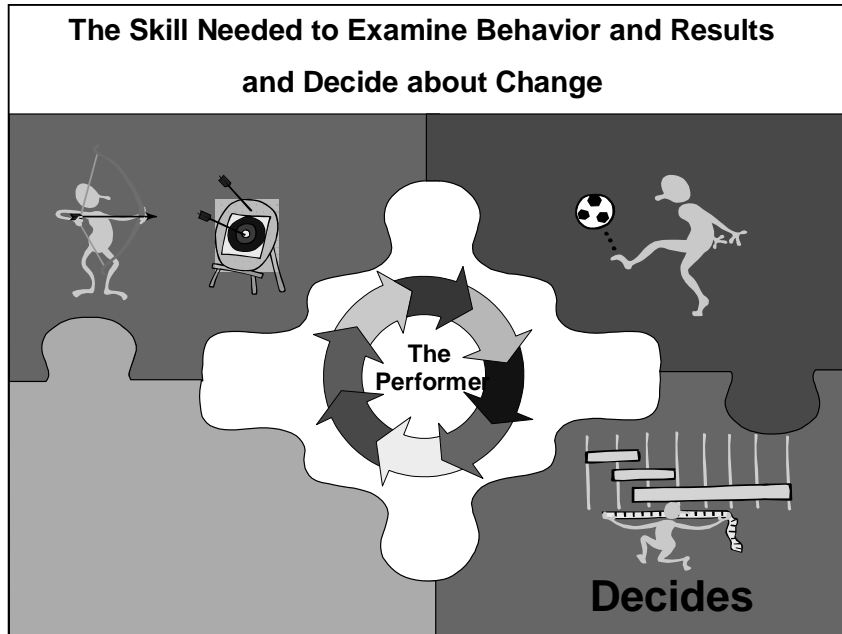 The Skill Needed to Examine Behavior and Results
and Decide about Change
The
Performer
Decides